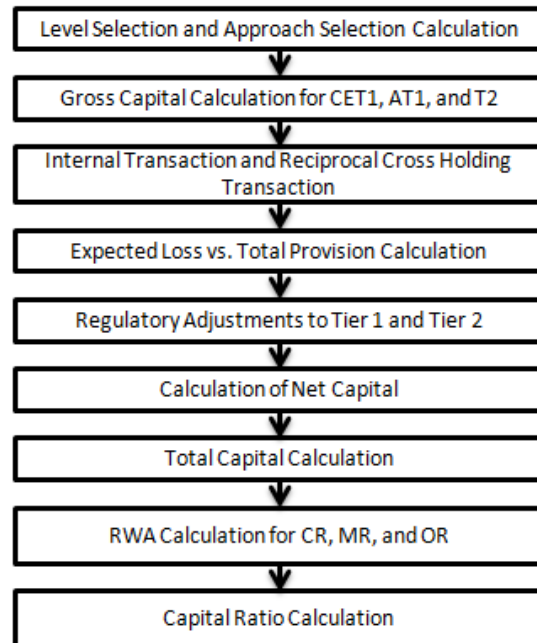 Level Selection and Approach Selection Calculation
Gross Capital Calculation for CET1, AT1, and T2
Internal Transaction and Reciprocal Cross Holding
Transaction
Expected Loss vs. Total Provision Calculation
Regulatory Adjustments to Tier 1 and Tier 2
Calculation of Net Capital
Total Capital Calculation
RWA Calculation for CR, MR, and OR
Capital Ratio Calculation